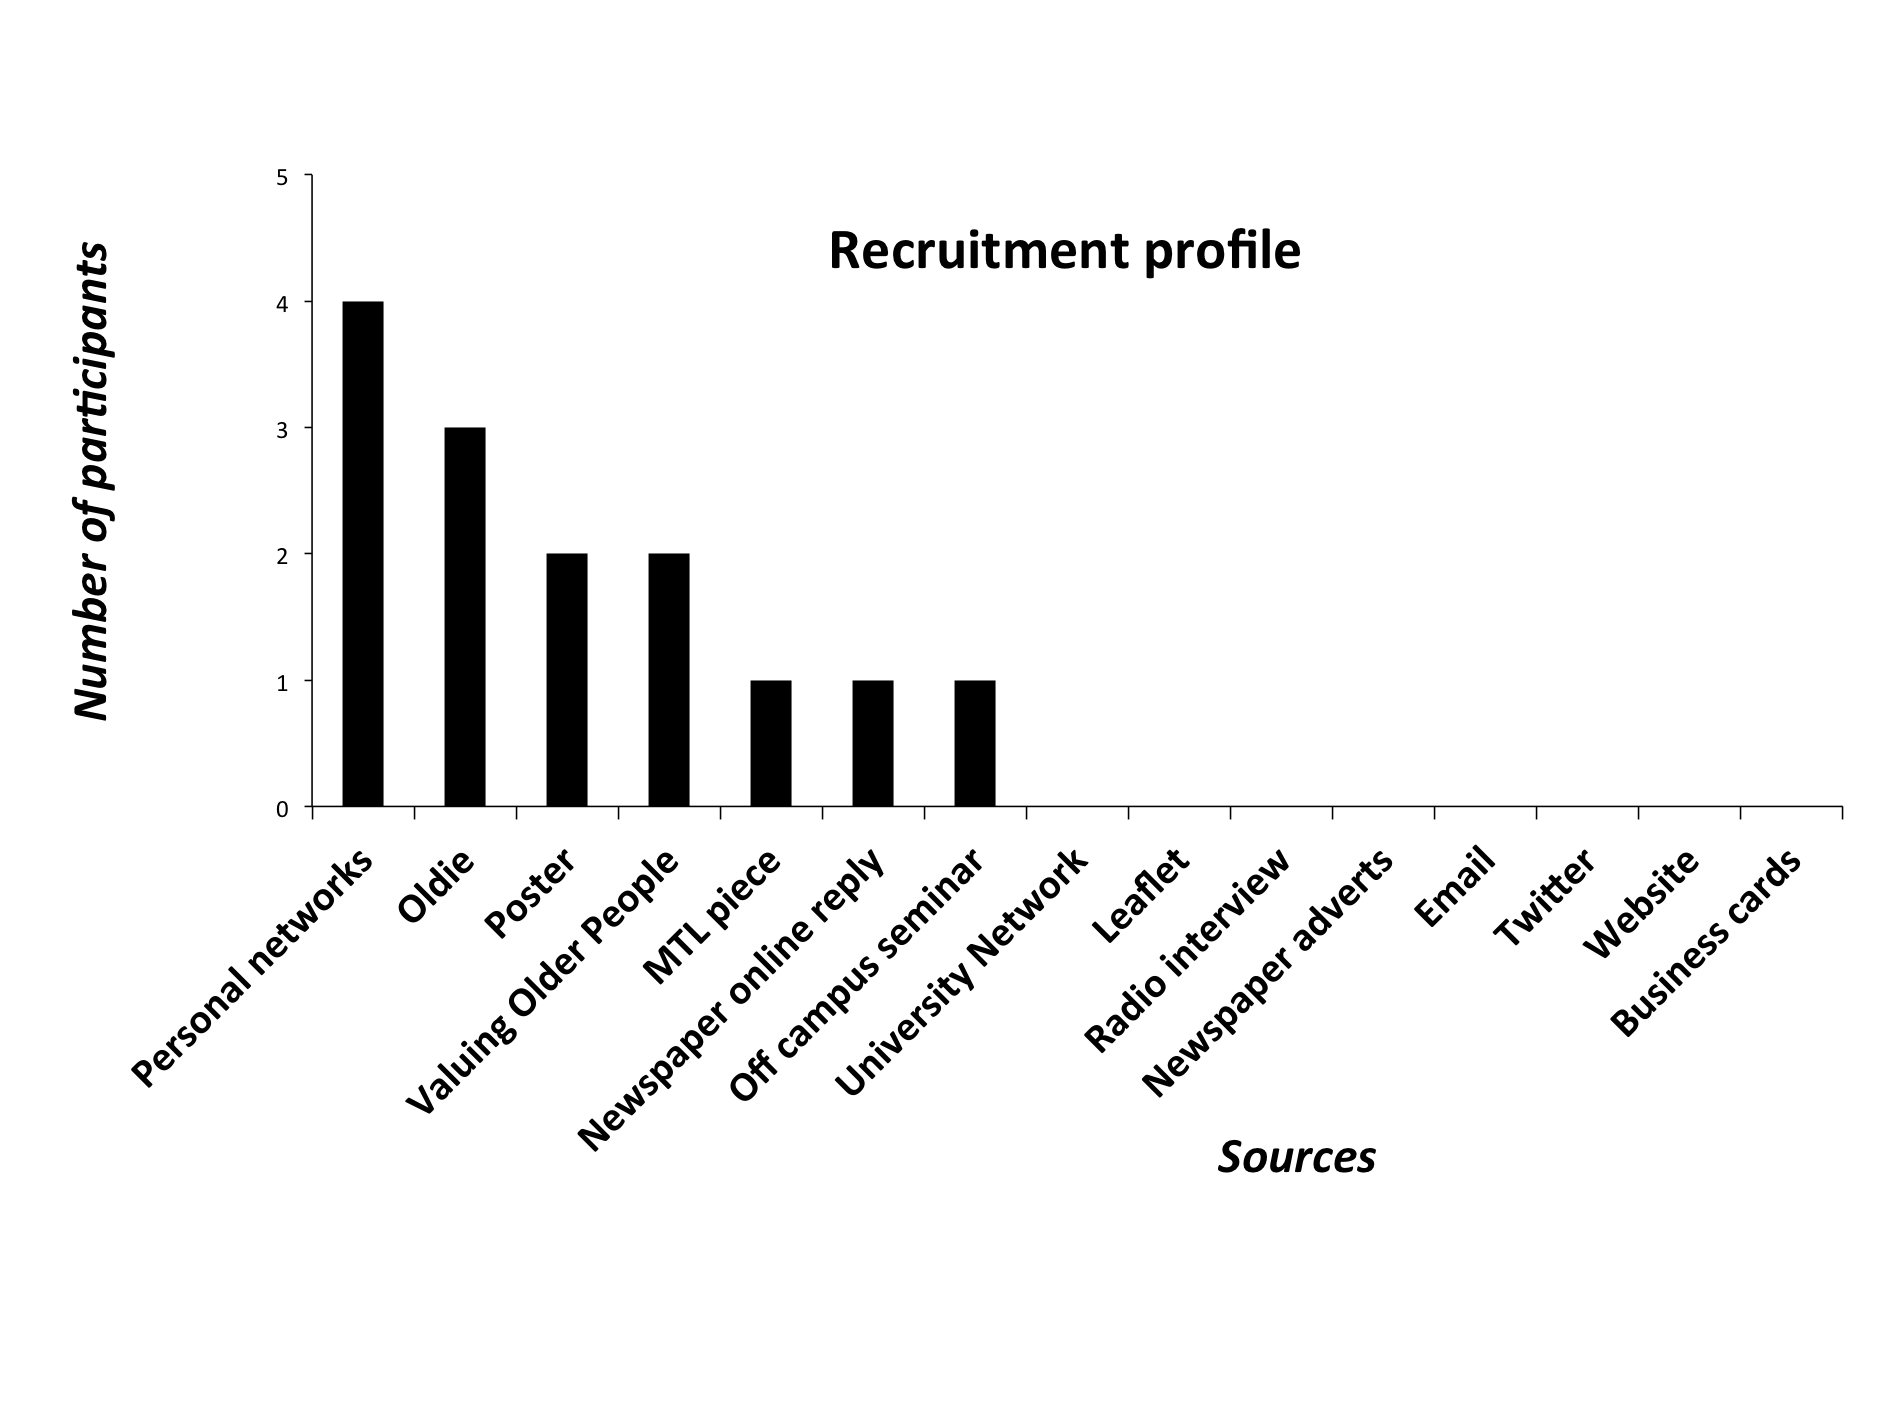 Recruitment profile
Number of participants
5
4
3
2
1
0
Personal networks
Oldie
Poster
Valuing Older People
MTL piece
Newspaper online reply
Off campus seminar
University Network
Leaflet
Radio interview
Newspaper adverts
Email
Twitter
Website
Business cards
Sources